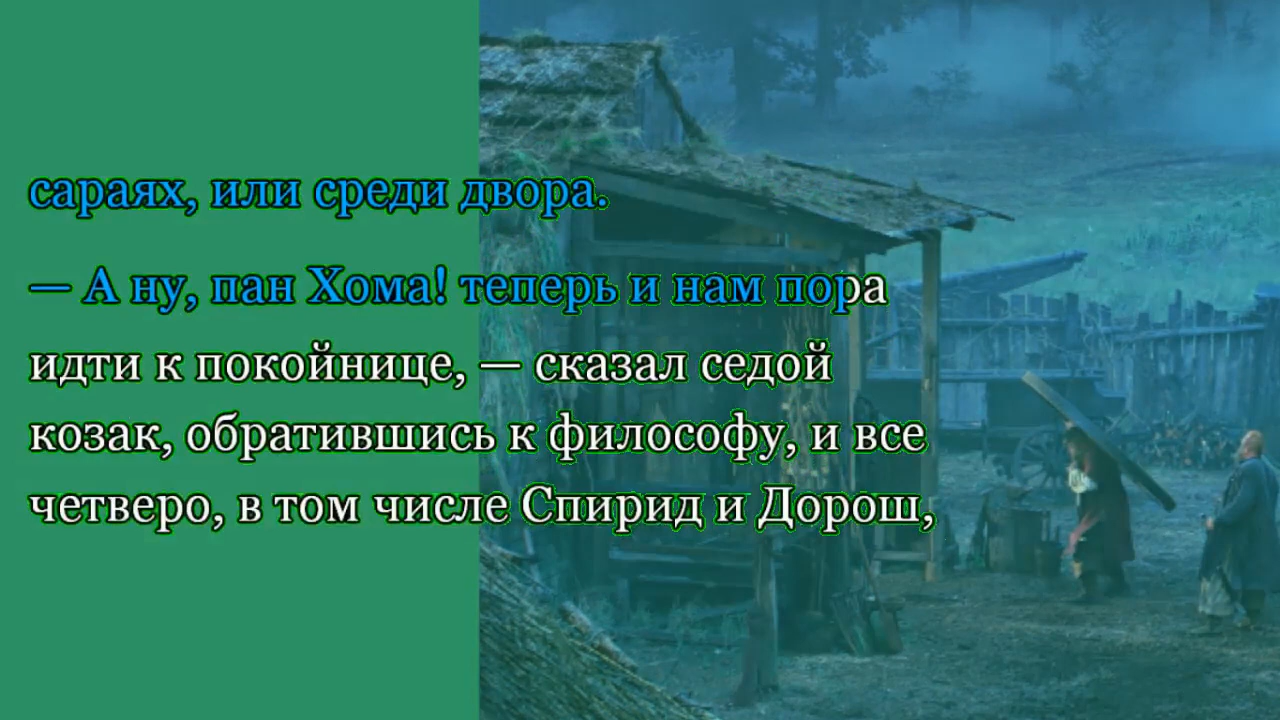 сараях, или среди двора.
— А ну, пан Хома! теперь и нам пора
идти к покойнице, — сказал седой
козак, обратившись к философу, и все
четверо, в том числе Спирид и Дорош,